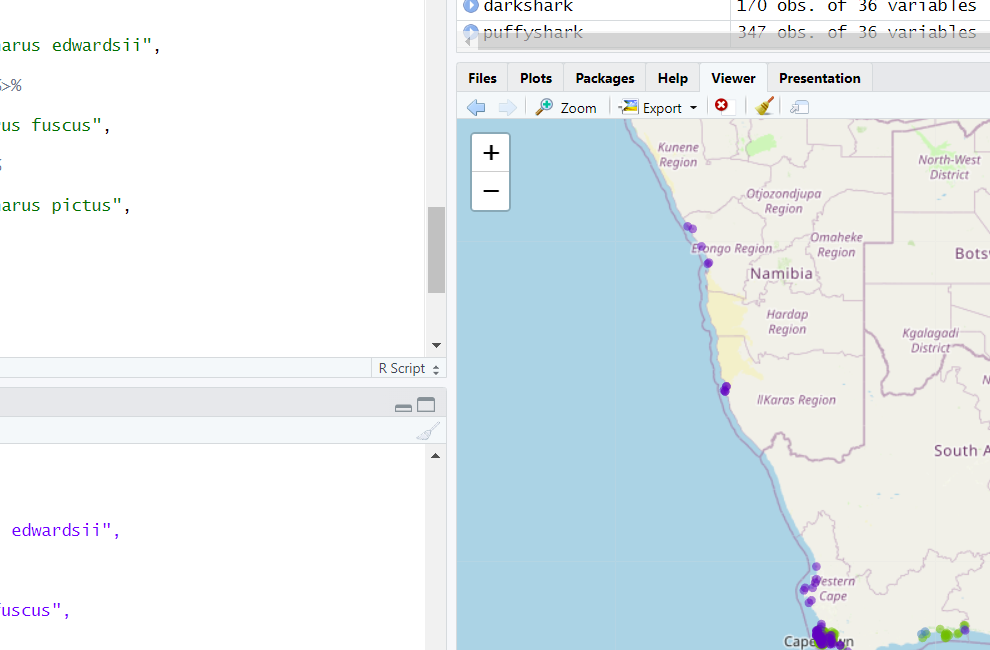 darkshark 170 obs. of 36 variables
puffyshark 347 obs. of 36 variables
arus edwardsii",
%>%
us fuscus",
arus pictus",
R Script
edwardsii",
uscus",
Files Plots Packages Help Viewer Presentation
Zoom Export
+
−
Kunene
Region
North-West
District
Otjozondjupa
Region
Omaheke
Region
Erongo Region
Bots
Namibia
Hardap
Region
Kgalagadi
District
N
ǁKaras Region
South A
Western
Cape
Cape Town